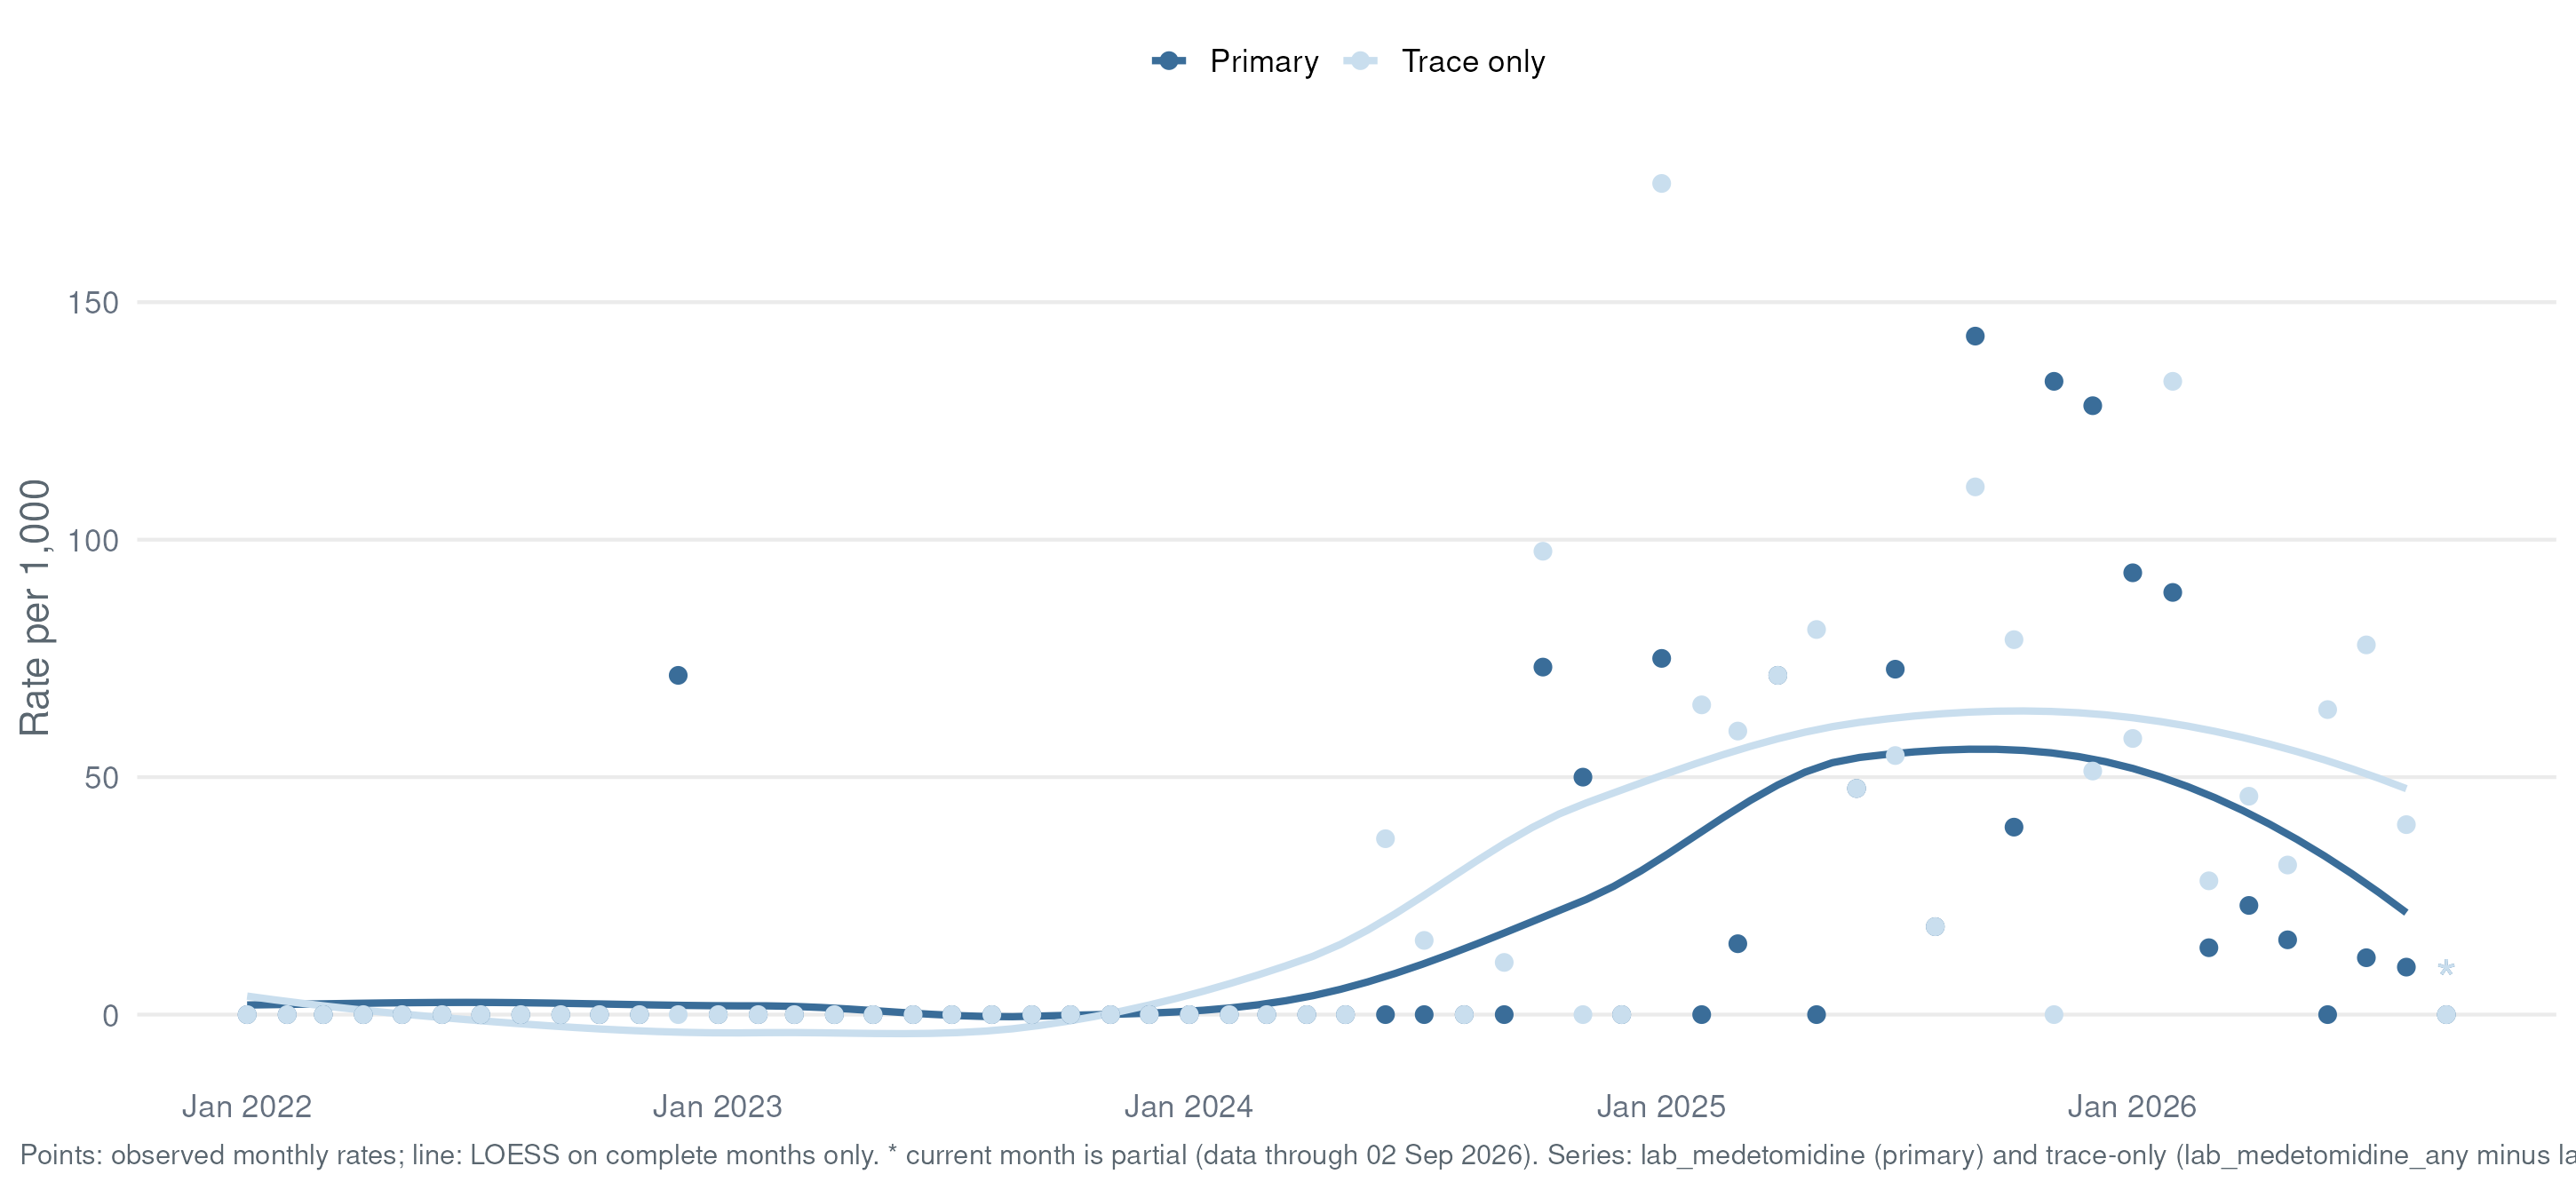 Primary Trace only
Rate per 1,000
150
100
50
0
*
Jan 2022 Jan 2023 Jan 2024 Jan 2025 Jan 2026
Points: observed monthly rates; line: LOESS on complete months only. * current month is partial (data through 02 Sep 2026). Series: lab_medetomidine (primary) and trace-only (lab_medetomidine_any minus la